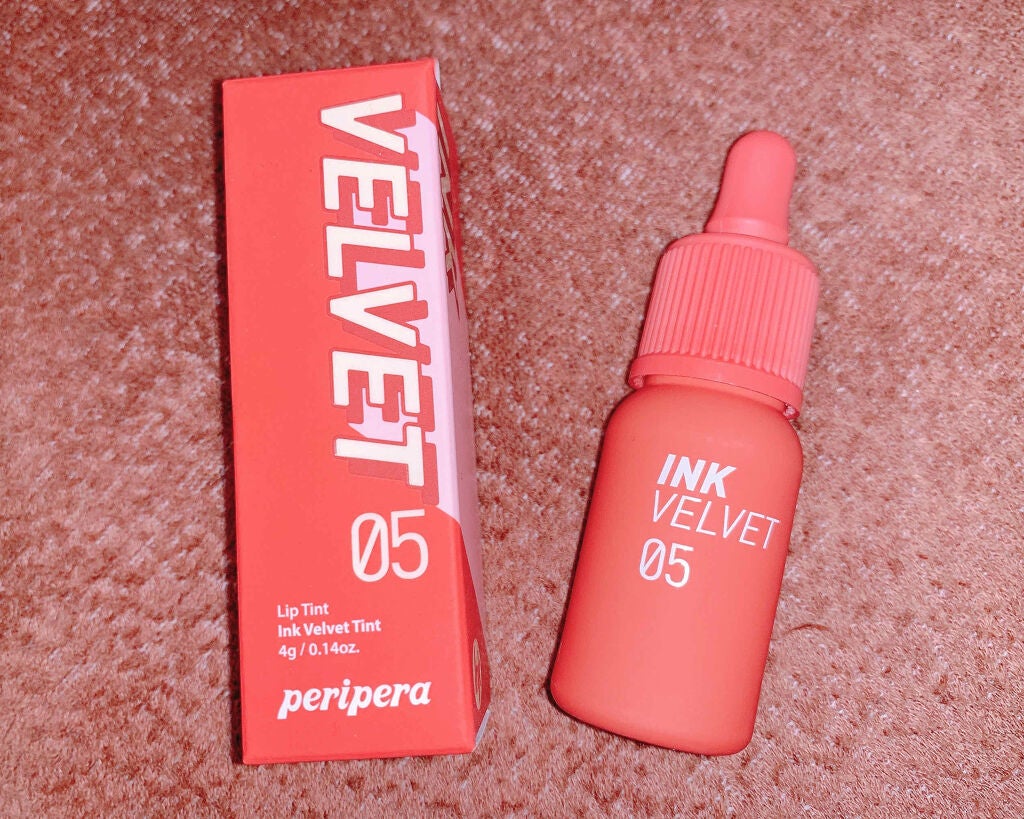 VELVET
05
Lip Tint
Ink Velvet Tint
4g / 0.14oz.
peripera
INK
VELVET
05